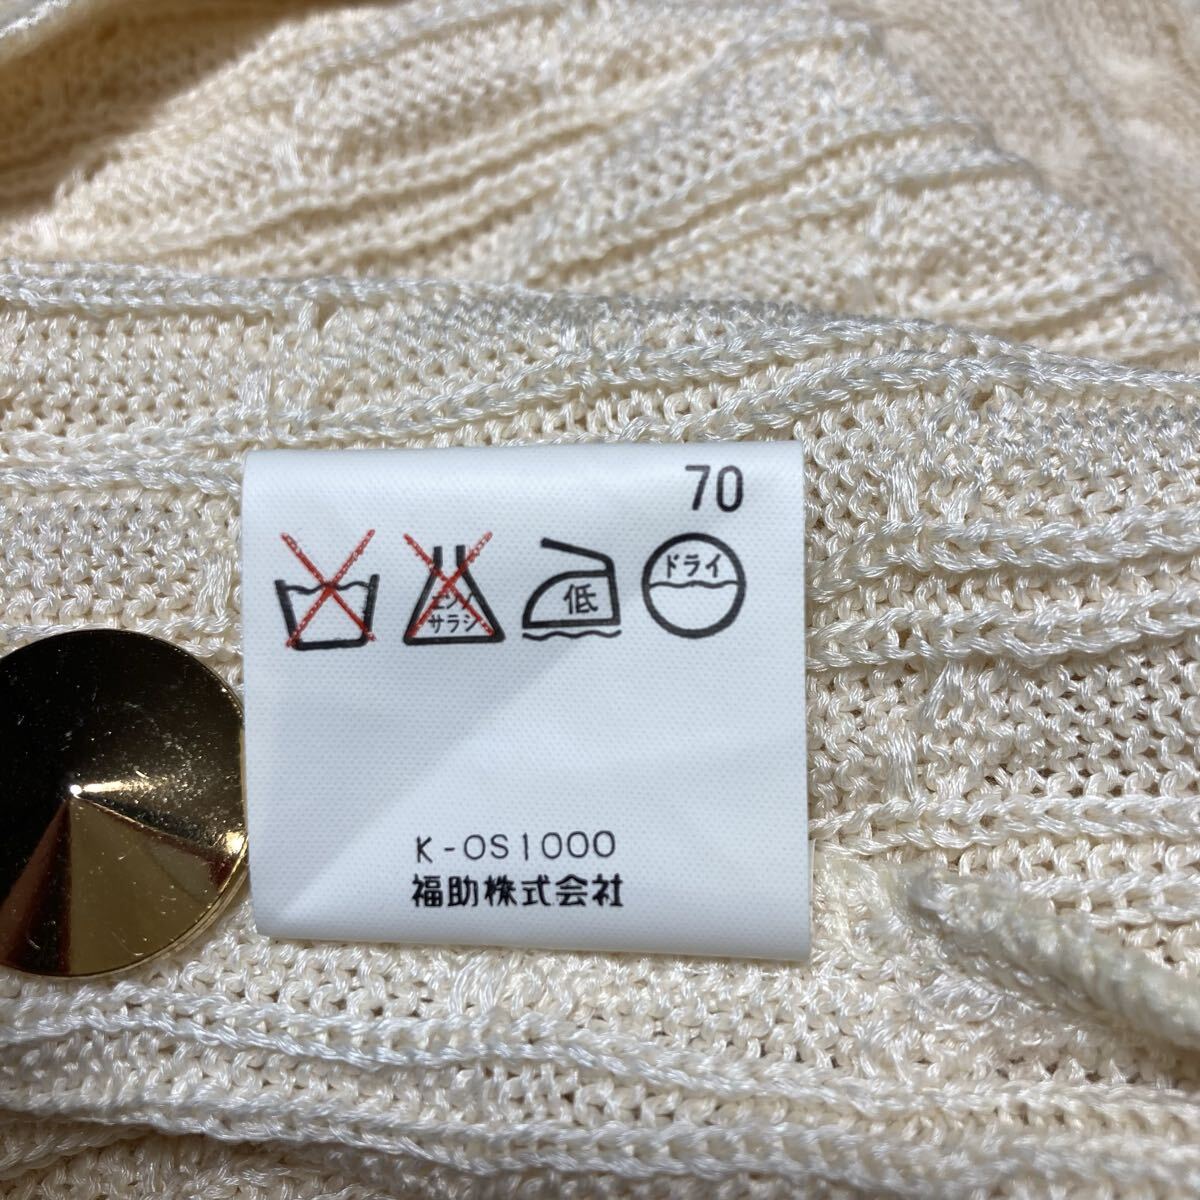 70
エンソ
サラシ
低
ドライ
K-OS1000
福助株式会社